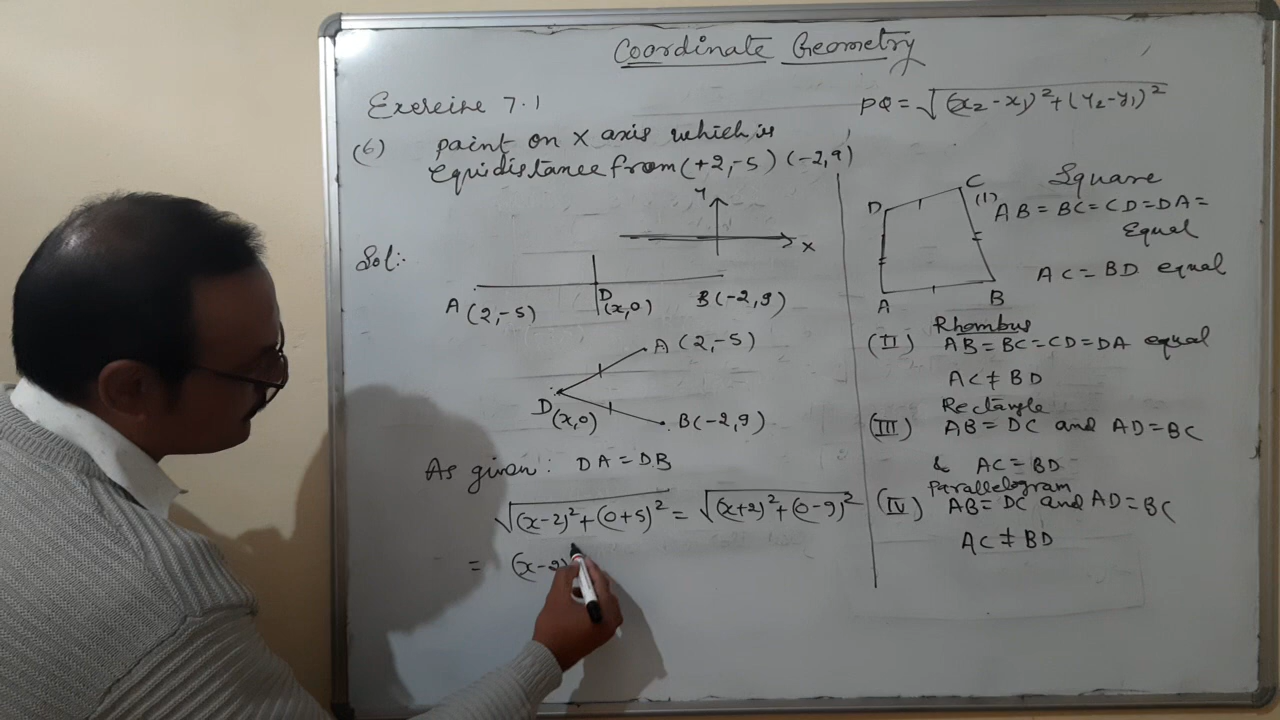 Coordinate Geometry
Exercise 7.1
(6) paint on X axis which is
equidistance from (+2,-5) (-2,9)
Y
X
Sol:-
A (2,-5)
D (x,0)
B (-2,9)
A (2,-5)
D (x,0)
B (-2,9)
As given: DA = DB
√(x-2)²+(0+5)² = √(x+2)²+(0-9)²
= (x-2)
PQ = √(x₂-x₁)²+(Y₂-Y₁)²
D
C
A
B
Square
(I) AB = BC = CD = DA =
Equal
AC = BD equal
Rhombus
(II) AB = BC = CD = DA equal
AC ≠ BD
Rectangle
(III) AB = DC and AD = BC
& AC = BD
parallelogram
(IV) AB = DC and AD = BC
AC ≠ BD